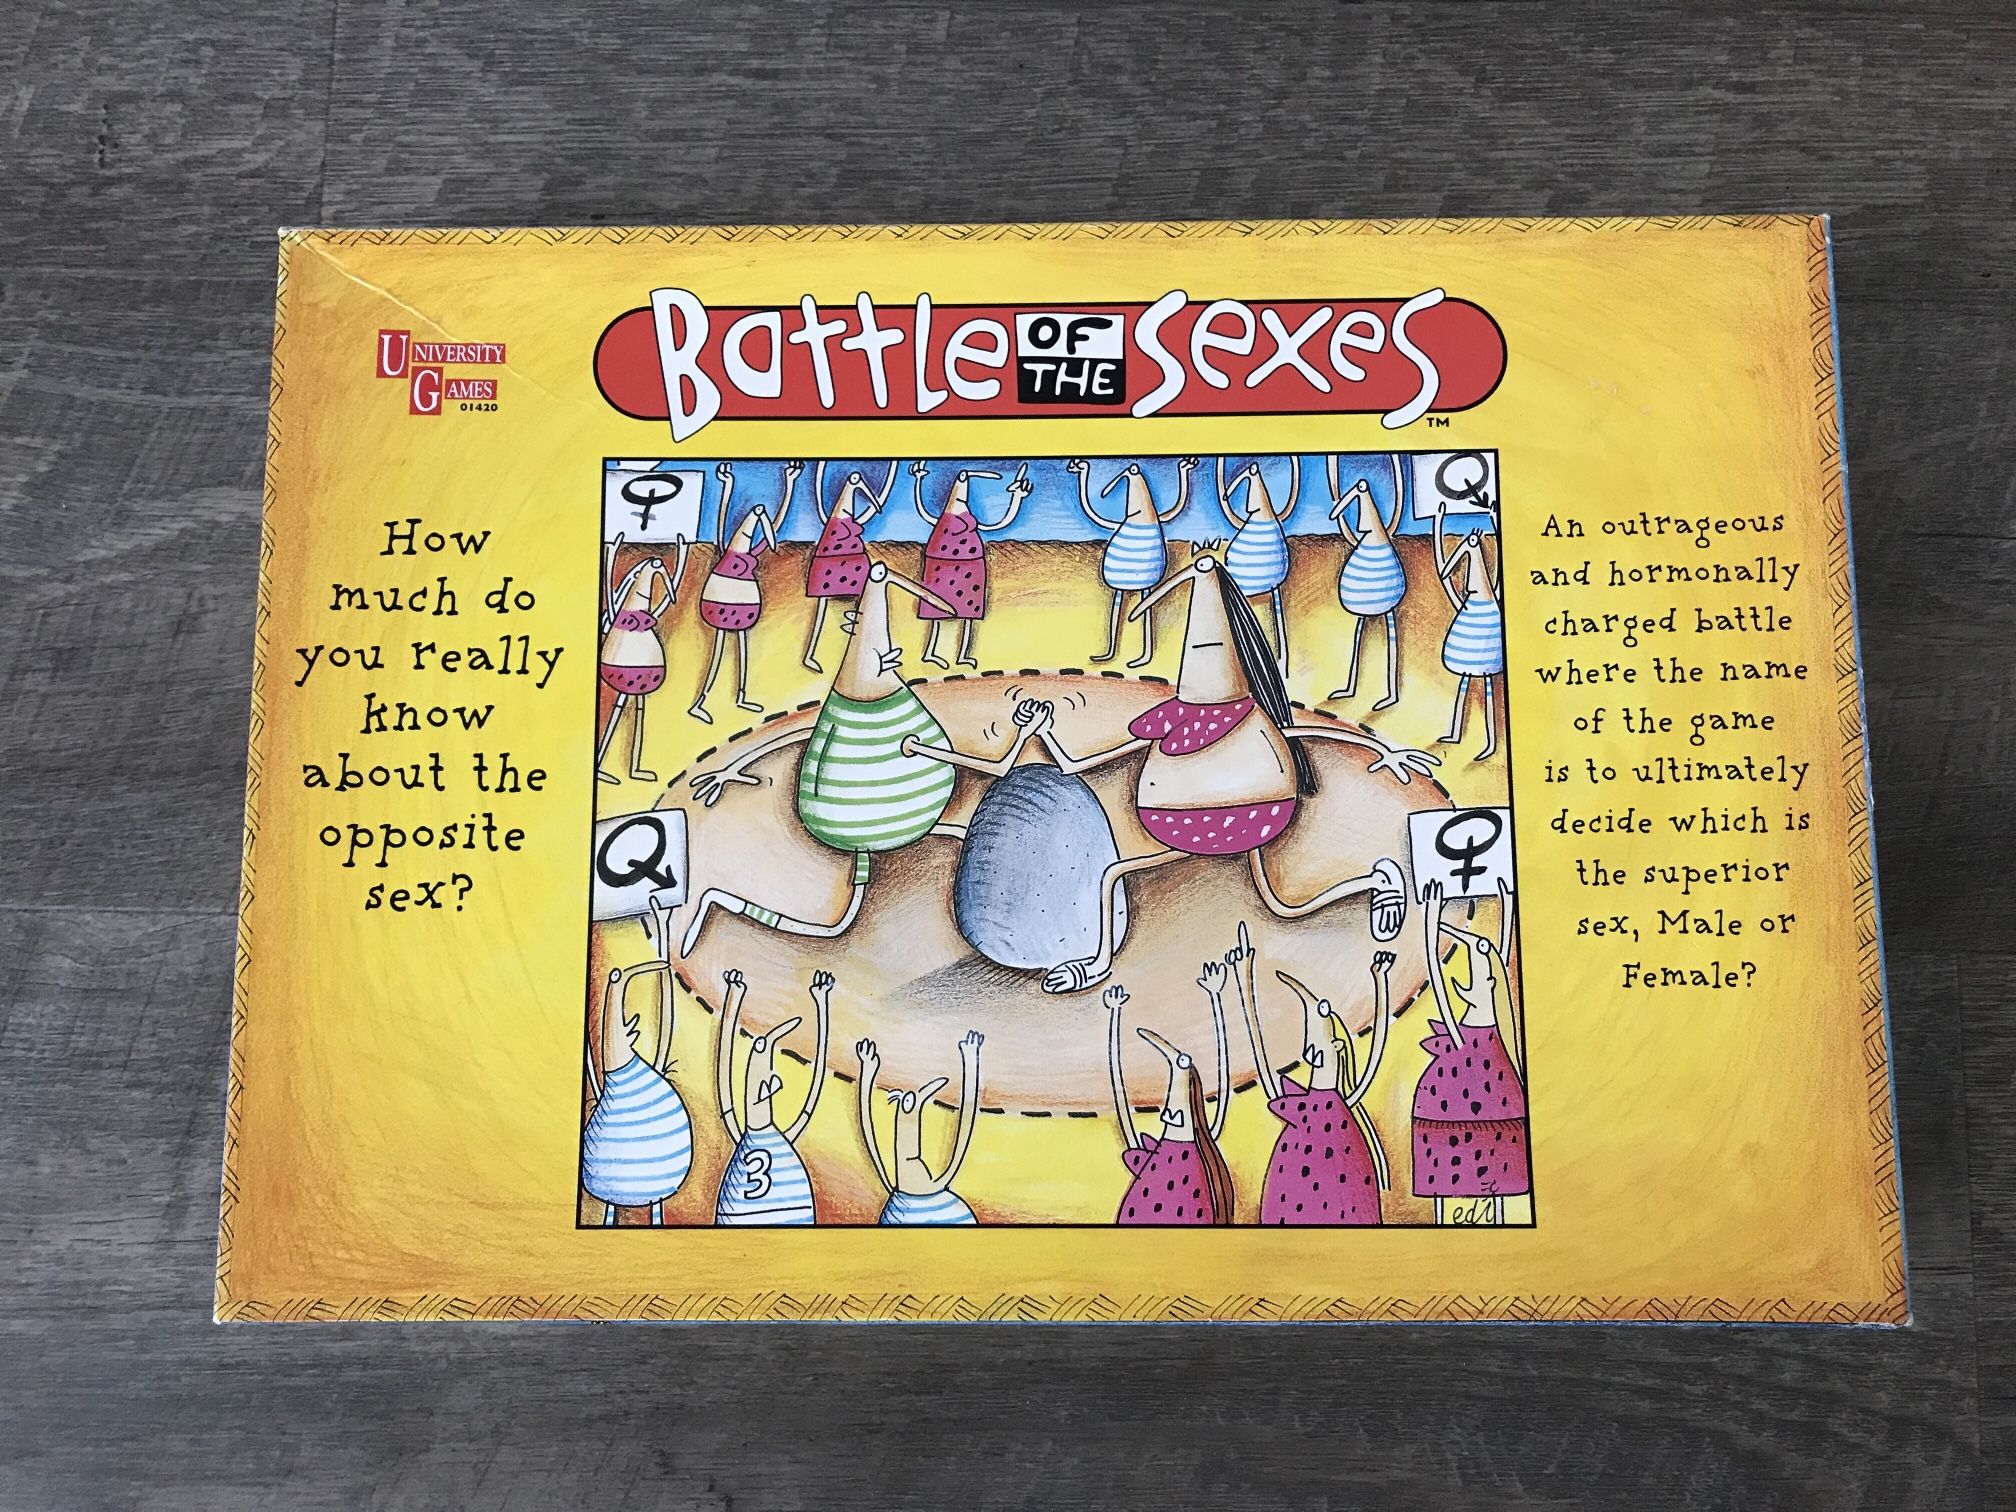 Battle OF THE Sexes
TM
UNIVERSITY
GAMES
01420
How
much do
you really
know
about the
opposite
sex?
An outrageous
and hormonally
charged battle
where the name
of the game
is to ultimately
decide which is
the superior
sex, Male or
Female?
3
edi